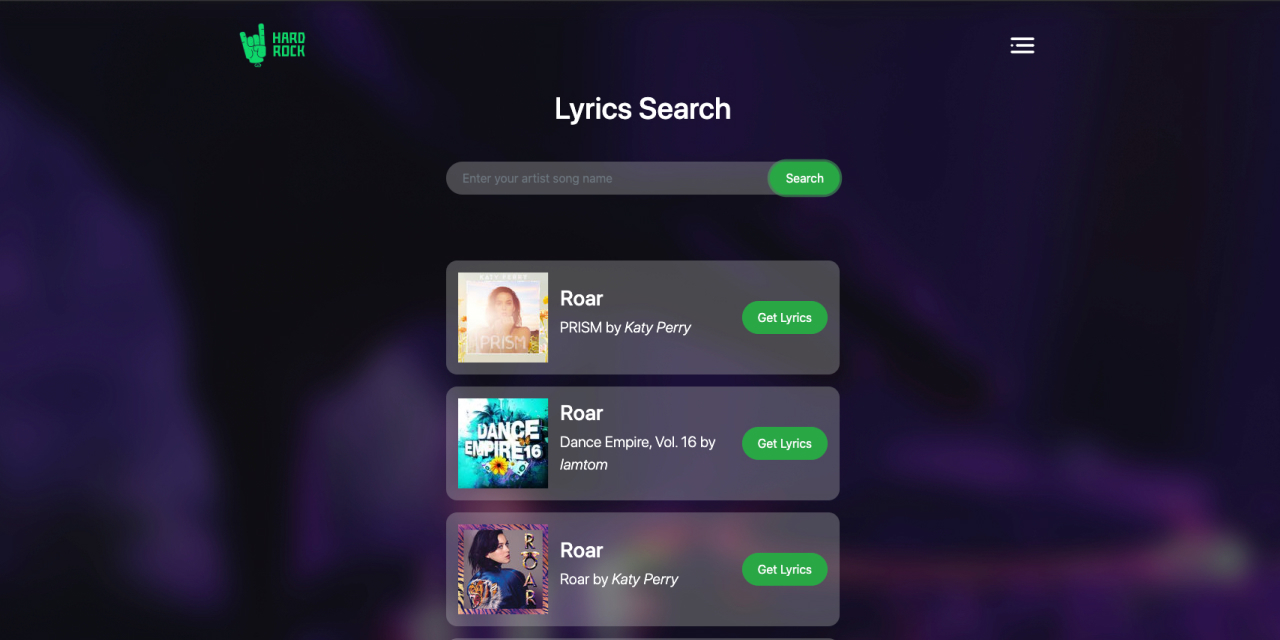 HARD
ROCK
Lyrics Search
Enter your artist song name
Search
KATY PERRY
PRISM
Roar
PRISM by Katy Perry
Get Lyrics
DANCE
EMPIRE16
Roar
Dance Empire, Vol. 16 by
Iamtom
Get Lyrics
ROAR
Roar
Roar by Katy Perry
Get Lyrics